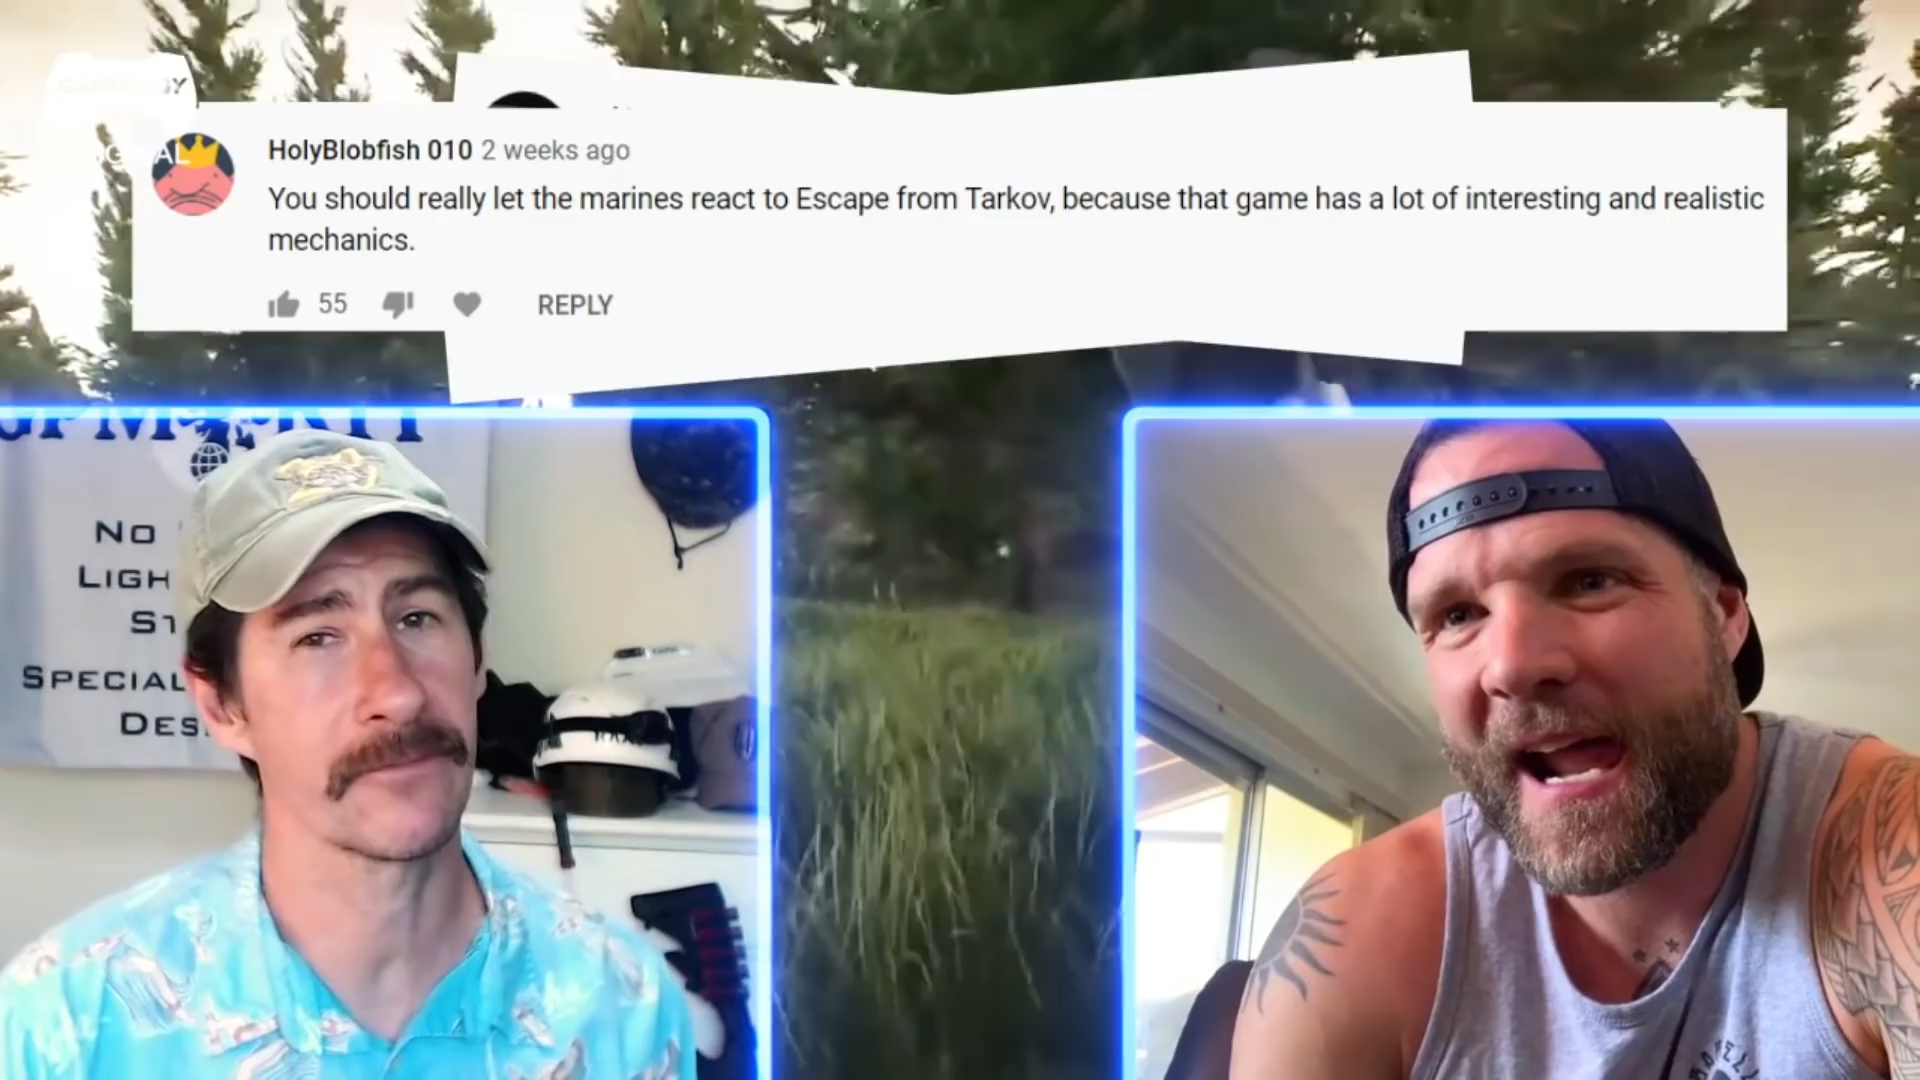 HolyBlobfish 010 2 weeks ago
You should really let the marines react to Escape from Tarkov, because that game has a lot of interesting and realistic
mechanics.
55 REPLY
No
Ligh
St
Special
Des